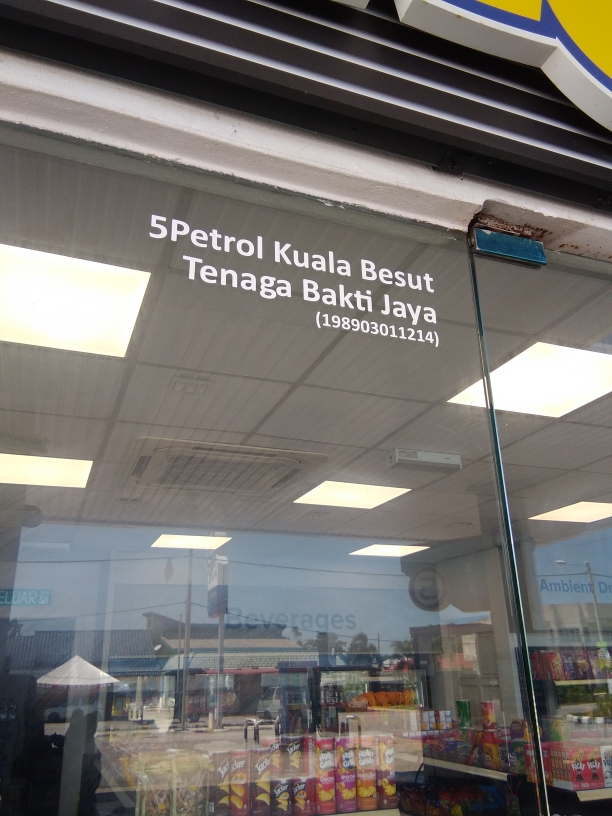 5Petrol Kuala Besut
Tenaga Bakti Jaya
(198903011214)
Beverages
Ambient